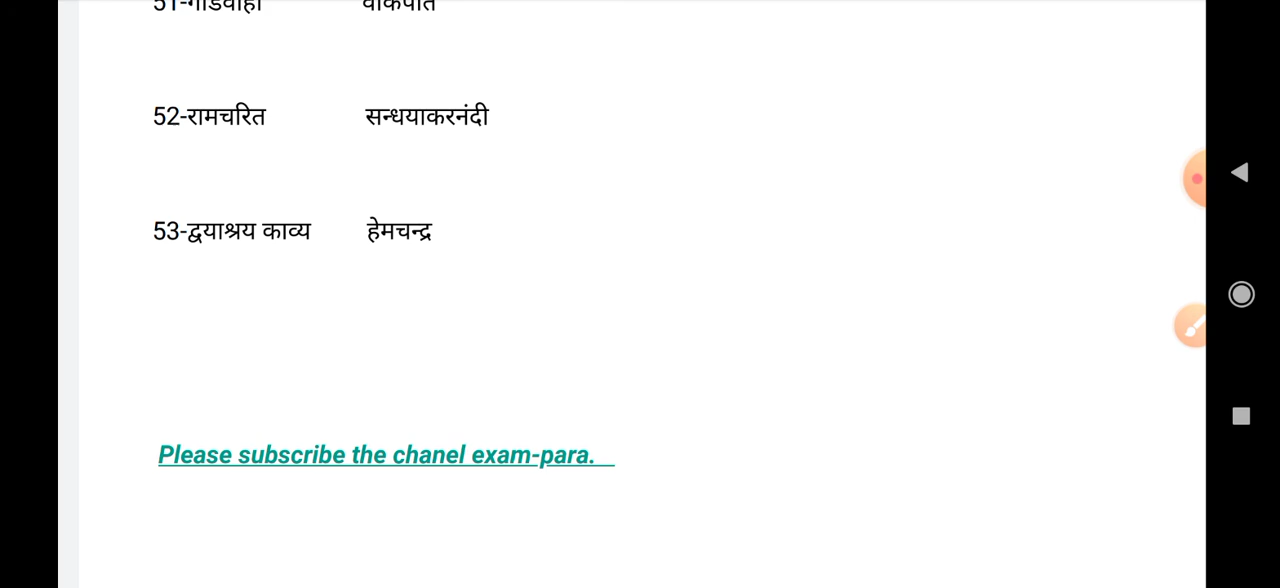 52-रामचरित सन्धयाकरनंदी
53-द्वयाश्रय काव्य हेमचन्द्र
Please subscribe the chanel exam-para.